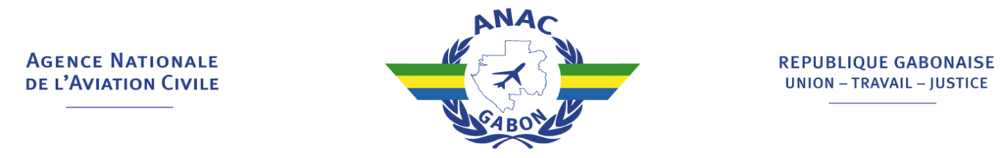 AGENCE NATIONALE
DE L'AVIATION CIVILE
ANAC
GABON
REPUBLIQUE GABONAISE
UNION – TRAVAIL – JUSTICE